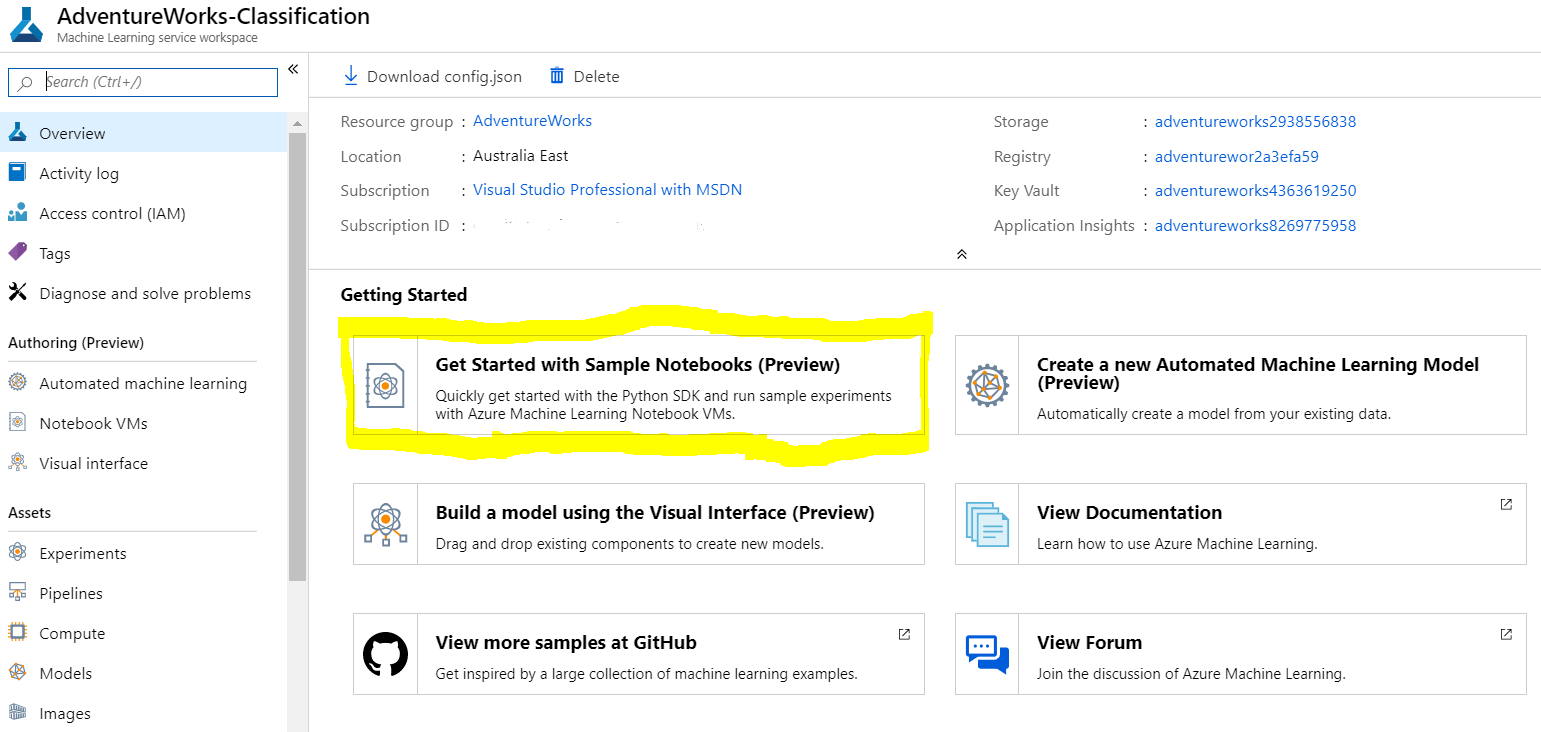 AdventureWorks-Classification
Machine Learning service workspace
Search (Ctrl+/)
Overview
Activity log
Access control (IAM)
Tags
Diagnose and solve problems
Authoring (Preview)
Automated machine learning
Notebook VMs
Visual interface
Assets
Experiments
Pipelines
Compute
Models
Images
Download config.json Delete
Resource group : AdventureWorks
Location : Australia East
Subscription : Visual Studio Professional with MSDN
Subscription ID :
Storage : adventureworks2938556838
Registry : adventurewor2a3efa59
Key Vault : adventureworks4363619250
Application Insights : adventureworks8269775958
Getting Started
Get Started with Sample Notebooks (Preview)
Quickly get started with the Python SDK and run sample experiments
with Azure Machine Learning Notebook VMs.
Create a new Automated Machine Learning Model
(Preview)
Automatically create a model from your existing data.
Build a model using the Visual Interface (Preview)
Drag and drop existing components to create new models.
View Documentation
Learn how to use Azure Machine Learning.
View more samples at GitHub
Get inspired by a large collection of machine learning examples.
View Forum
Join the discussion of Azure Machine Learning.